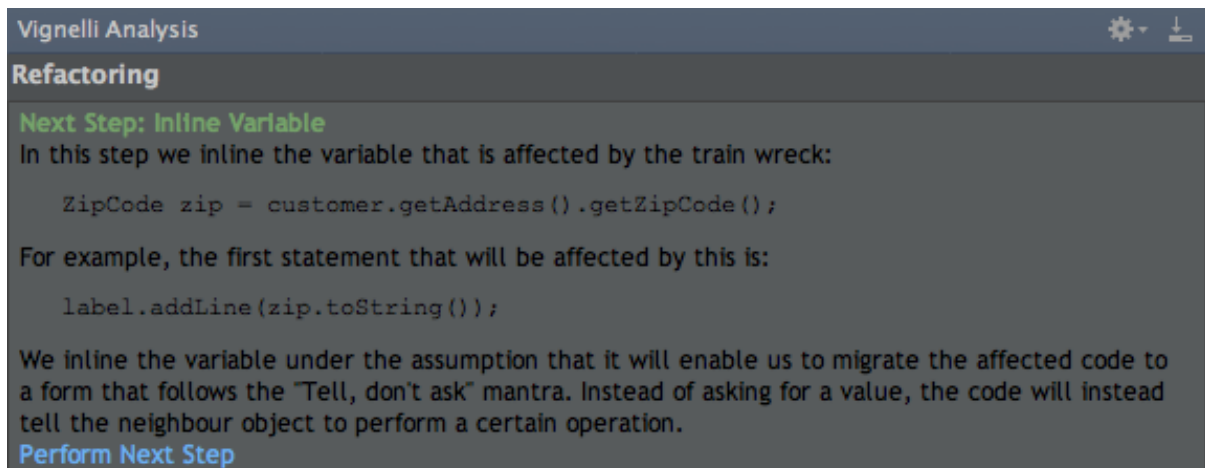 Vignelli Analysis
Refactoring
Next Step: Inline Variable
In this step we inline the variable that is affected by the train wreck:
ZipCode zip = customer.getAddress().getZipCode();
For example, the first statement that will be affected by this is:
label.addLine(zip.toString());
We inline the variable under the assumption that it will enable us to migrate the affected code to
a form that follows the "Tell, don't ask" mantra. Instead of asking for a value, the code will instead
tell the neighbour object to perform a certain operation.
Perform Next Step